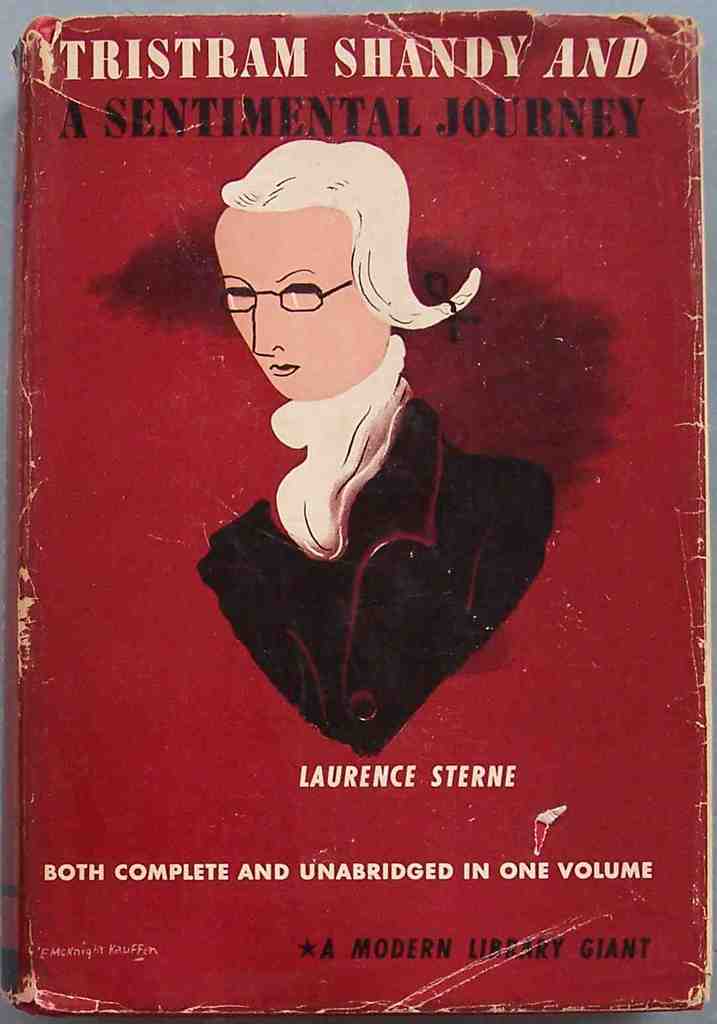 TRISTRAM SHANDY AND
A SENTIMENTAL JOURNEY
LAURENCE STERNE
BOTH COMPLETE AND UNABRIDGED IN ONE VOLUME
E McKnight Kauffer
★A MODERN LIBRARY GIANT